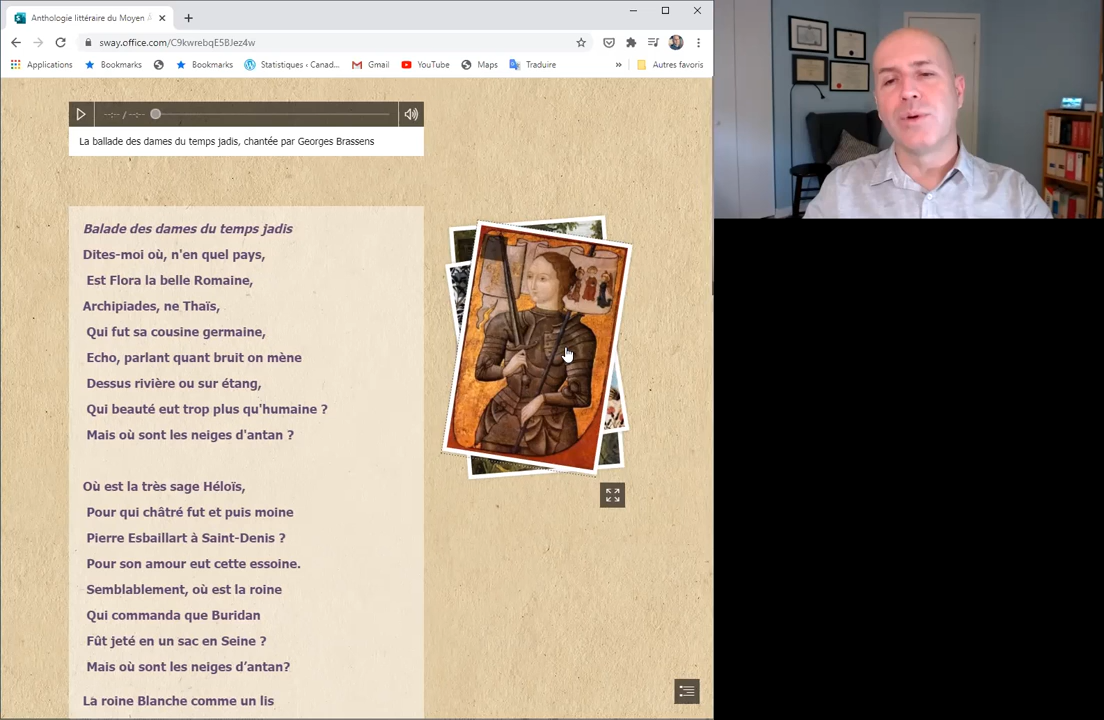 Anthologie littéraire du Moyen
sway.office.com/C9kwrebqE5BJez4w
Applications
Bookmarks
Bookmarks
Statistiques ‹ Canad...
Gmail
YouTube
Maps
Traduire
»
Autres favoris
--:-- / --:--
La ballade des dames du temps jadis, chantée par Georges Brassens
Balade des dames du temps jadis
Dites-moi où, n'en quel pays,
Est Flora la belle Romaine,
Archipiades, ne Thaïs,
Qui fut sa cousine germaine,
Echo, parlant quant bruit on mène
Dessus rivière ou sur étang,
Qui beauté eut trop plus qu'humaine ?
Mais où sont les neiges d'antan ?
Où est la très sage Héloïs,
Pour qui châtré fut et puis moine
Pierre Esbaillart à Saint-Denis ?
Pour son amour eut cette essoine.
Semblablement, où est la roine
Qui commanda que Buridan
Fût jeté en un sac en Seine ?
Mais où sont les neiges d’antan?
La roine Blanche comme un lis